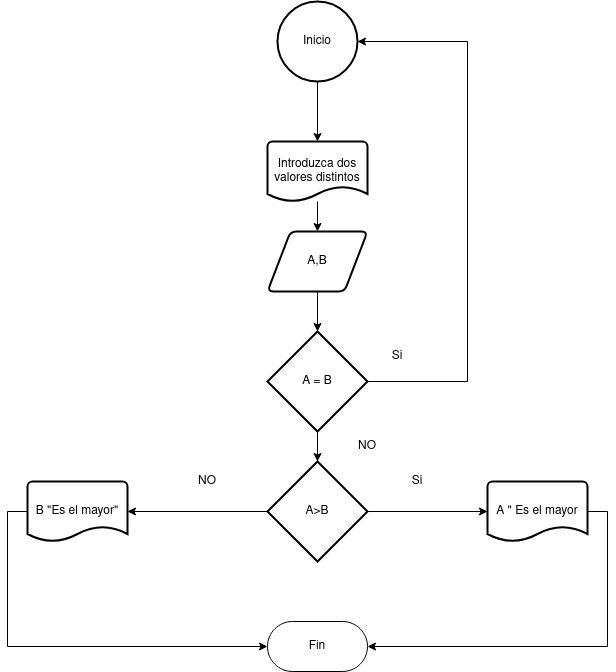 Inicio
Introduzca dos
valores distintos
A,B
Si
A = B
NO
NO
Si
B "Es el mayor"
A>B
A " Es el mayor
Fin